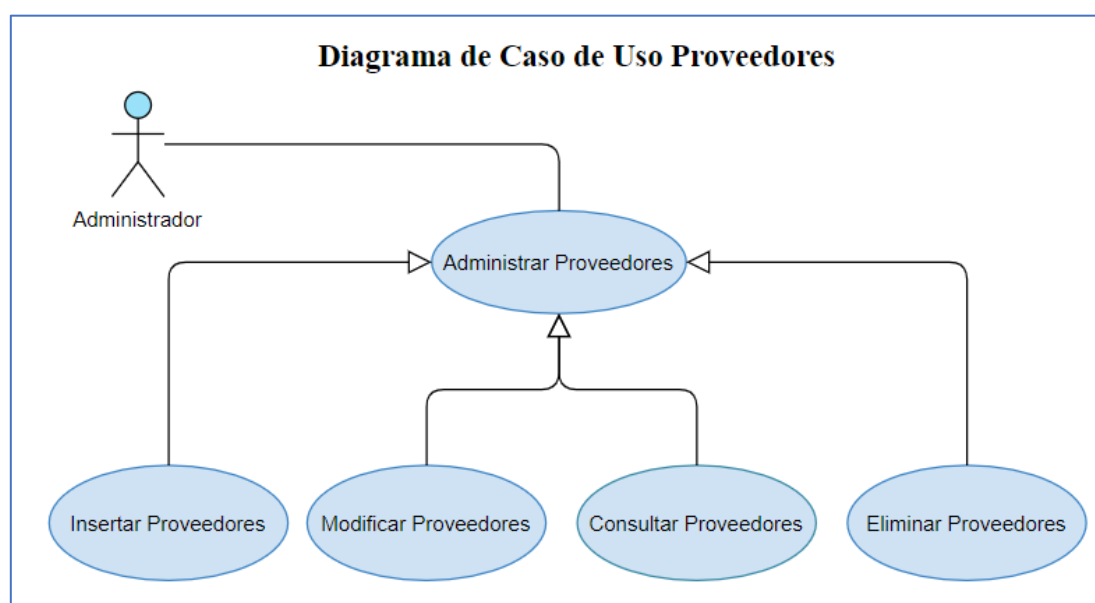 Diagrama de Caso de Uso Proveedores
Administrador
Administrar Proveedores
Insertar Proveedores
Modificar Proveedores
Consultar Proveedores
Eliminar Proveedores